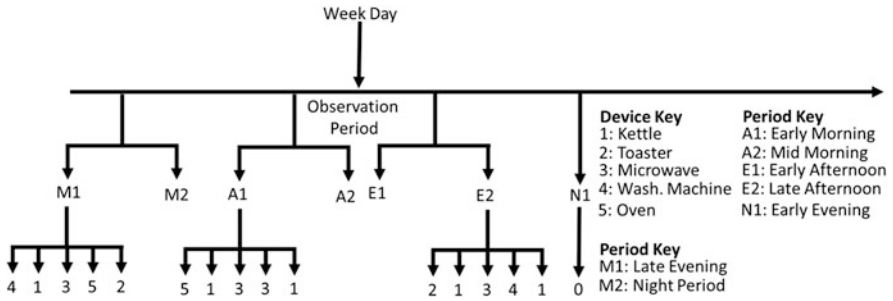 Week Day
Observation
Period
M1 M2 A1 A2 E1 E2 N1
4 1 3 5 2 5 1 3 3 1 2 1 3 4 1 0
Device Key
1: Kettle
2: Toaster
3: Microwave
4: Wash. Machine
5: Oven
Period Key
A1: Early Morning
A2: Mid Morning
E1: Early Afternoon
E2: Late Afternoon
N1: Early Evening
Period Key
M1: Late Evening
M2: Night Period